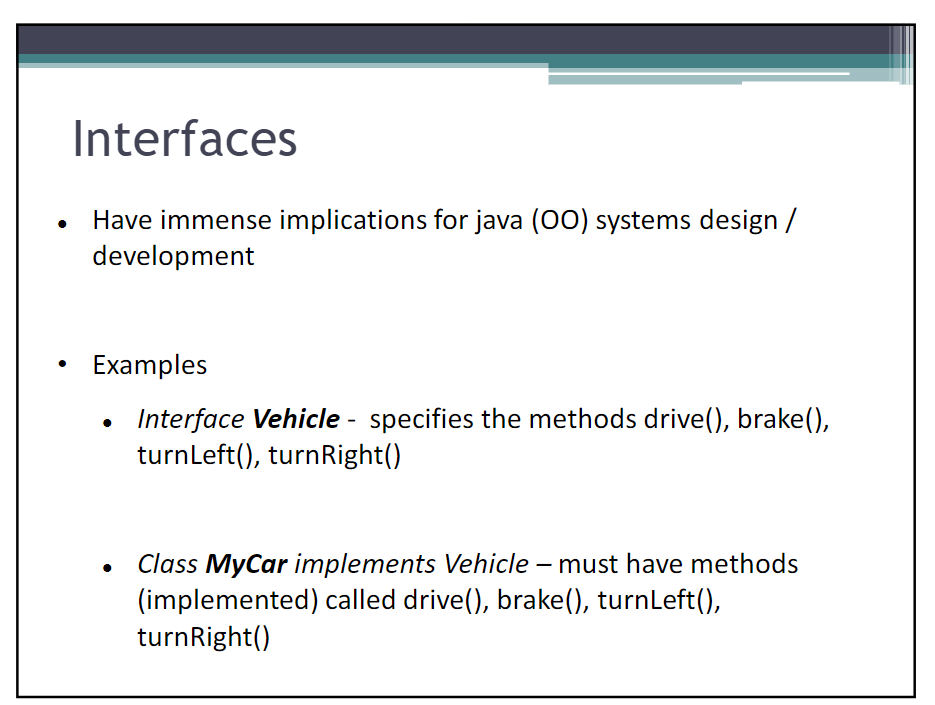 Interfaces
• Have immense implications for java (OO) systems design /
development
• Examples
• Interface Vehicle - specifies the methods drive(), brake(),
turnLeft(), turnRight()
• Class MyCar implements Vehicle – must have methods
(implemented) called drive(), brake(), turnLeft(),
turnRight()